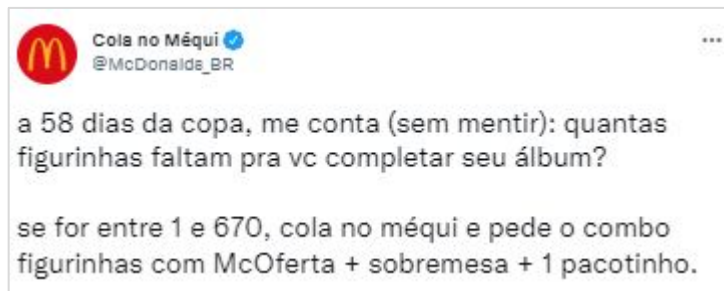 Cola no Méqui
@McDonalds_BR
a 58 dias da copa, me conta (sem mentir): quantas
figurinhas faltam pra vc completar seu álbum?
se for entre 1 e 670, cola no méqui e pede o combo
figurinhas com McOferta + sobremesa + 1 pacotinho.